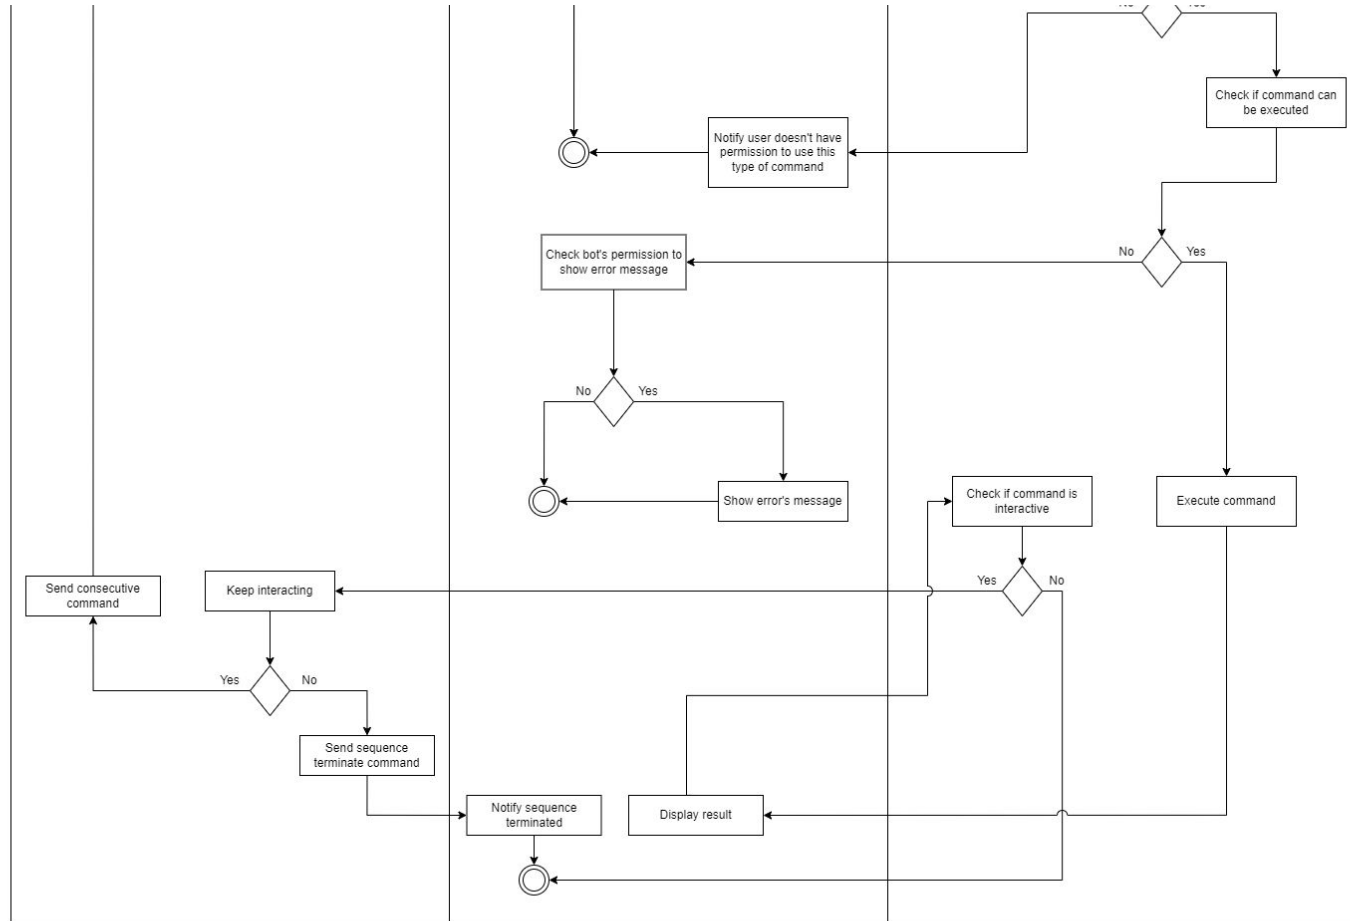 No Yes
Check if command can
be executed
Notify user doesn't have
permission to use this
type of command
Check bot's permission to
show error message
No Yes
No Yes
Show error's message
Check if command is
interactive
Execute command
Yes No
Send consecutive
command
Keep interacting
Yes No
Send sequence
terminate command
Notify sequence
terminated
Display result